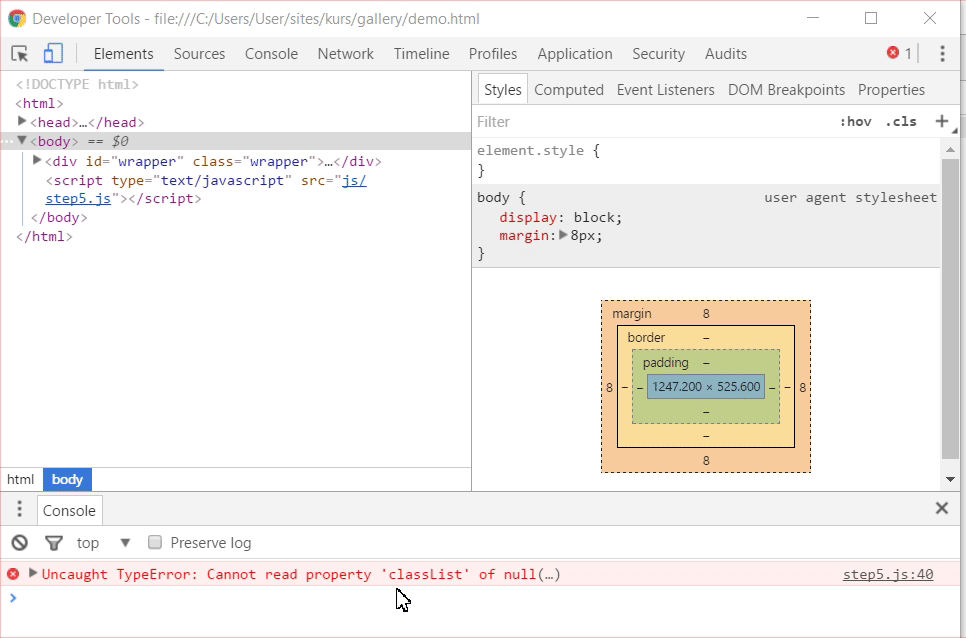 Developer Tools - file:///C:/Users/User/sites/kurs/gallery/demo.html
Elements Sources Console Network Timeline Profiles Application Security Audits 1
<!DOCTYPE html>
<html>
<head>…</head>
<body> == $0
<div id="wrapper" class="wrapper">…</div>
<script type="text/javascript" src="js/
step5.js"></script>
</body>
</html>
html body
Styles Computed Event Listeners DOM Breakpoints Properties
Filter :hov .cls +
element.style {
}
body { user agent stylesheet
display: block;
margin: 8px;
}
margin 8
border –
padding –
8 – – 1247.200 × 525.600 – – 8
–
–
8
Console
top Preserve log
Uncaught TypeError: Cannot read property 'classList' of null(…) step5.js:40
>